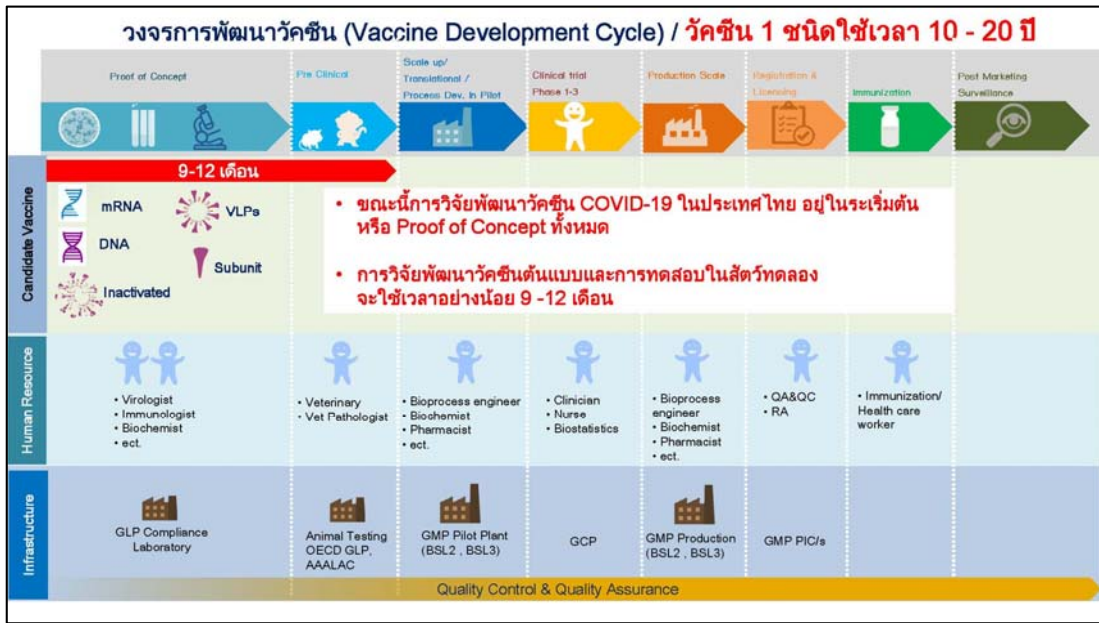 วงจรการพัฒนาวัคซีน (Vaccine Development Cycle) / วัคซีน 1 ชนิดใช้เวลา 10 - 20 ปี
Proof of Concept
Pre Clinical
Scale up/
Translational /
Process Dev. In Pilot
Clinical trial
Phase 1-3
Production Scale
Registration &
Licensing
Immunization
Post Marketing
Surveillance
Candidate Vaccine
9-12 เดือน
mRNA
VLPs
DNA
Subunit
Inactivated
• ขณะนี้การวิจัยพัฒนาวัคซีน COVID-19 ในประเทศไทย อยู่ในระเริ่มต้น
หรือ Proof of Concept ทั้งหมด
• การวิจัยพัฒนาวัคซีนต้นแบบและการทดสอบในสัตว์ทดลอง
จะใช้เวลาอย่างน้อย 9 -12 เดือน
Human Resource
• Virologist
• Immunologist
• Biochemist
• ect.
• Veterinary
• Vet Pathologist
• Bioprocess engineer
• Biochemist
• Pharmacist
• ect.
• Clinician
• Nurse
• Biostatistics
• Bioprocess
engineer
• Biochemist
• Pharmacist
• ect.
• QA&QC
• RA
• Immunization/
Health care
worker
Infrastructure
GLP Compliance
Laboratory
Animal Testing
OECD GLP,
AAALAC
GMP Pilot Plant
(BSL2 , BSL3)
GCP
GMP Production
(BSL2 , BSL3)
GMP PIC/s
Quality Control & Quality Assurance